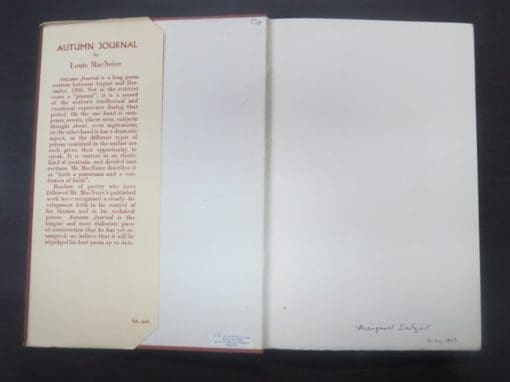 AUTUMN JOURNAL
by
Louis MacNeice
Autumn Journal is a long poem
written between August and De-
cember, 1938. Not in the strictest
sense a "journal", it is a record
of the author's intellectual and
emotional experience during that
period. On the one hand it com-
prises events, places seen, subjects
thought about, even nightmares;
on the other hand it has a dramatic
aspect, as the different types of
person combined in the author are
each given their opportunity to
speak. It is written in an elastic
kind of quatrain, and divided into
sections. Mr. MacNeice describes it
as "both a panorama and a con-
fession of faith".
Readers of poetry who have
followed Mr. MacNeice's published
work have recognised a steady de-
velopment both in his control of
his themes and in his technical
power. Autumn Journal is the
longest and most elaborate piece
of construction that he has yet at-
tempted: we believe that it will be
adjudged his best poem up to date.
6s. net
Margaret Dalziel